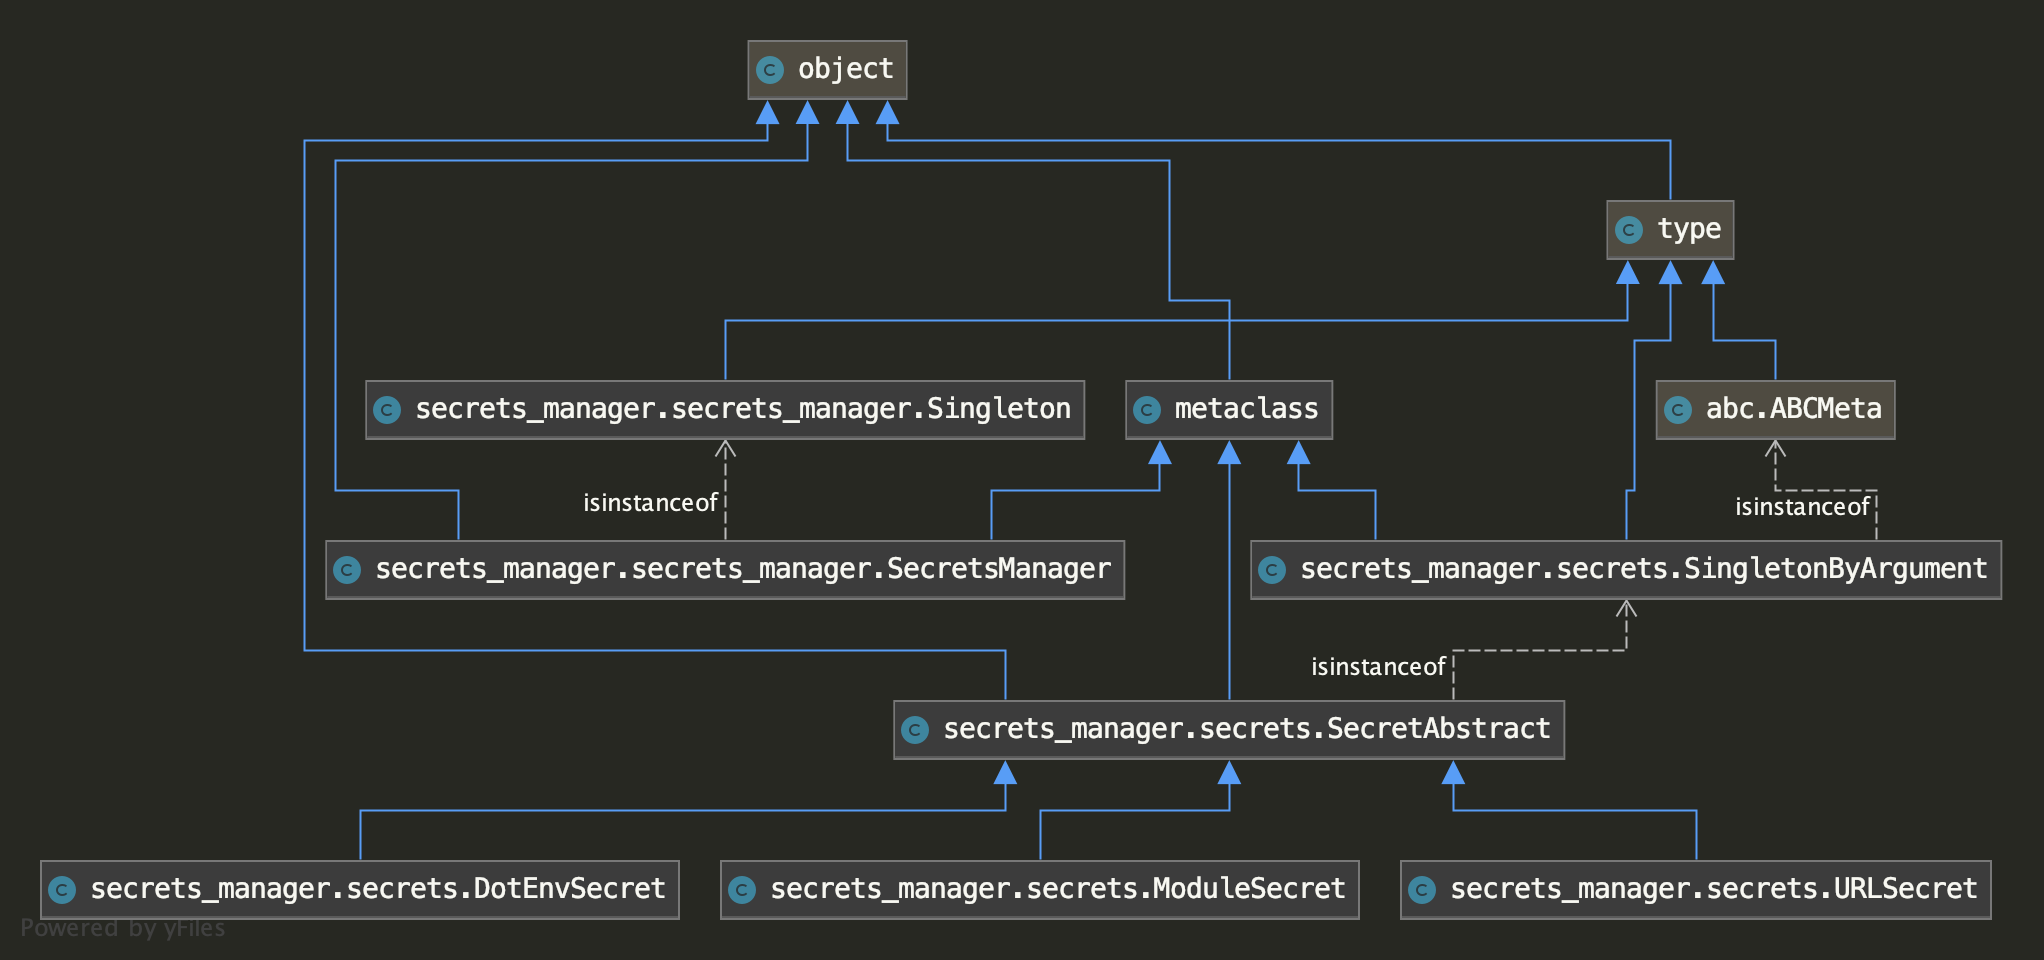 C object
C type
C secrets_manager.secrets_manager.Singleton
C metaclass
C abc.ABCMeta
isinstanceof
isinstanceof
C secrets_manager.secrets_manager.SecretsManager
C secrets_manager.secrets.SingletonByArgument
isinstanceof
C secrets_manager.secrets.SecretAbstract
C secrets_manager.secrets.DotEnvSecret
C secrets_manager.secrets.ModuleSecret
C secrets_manager.secrets.URLSecret
Powered by yFiles